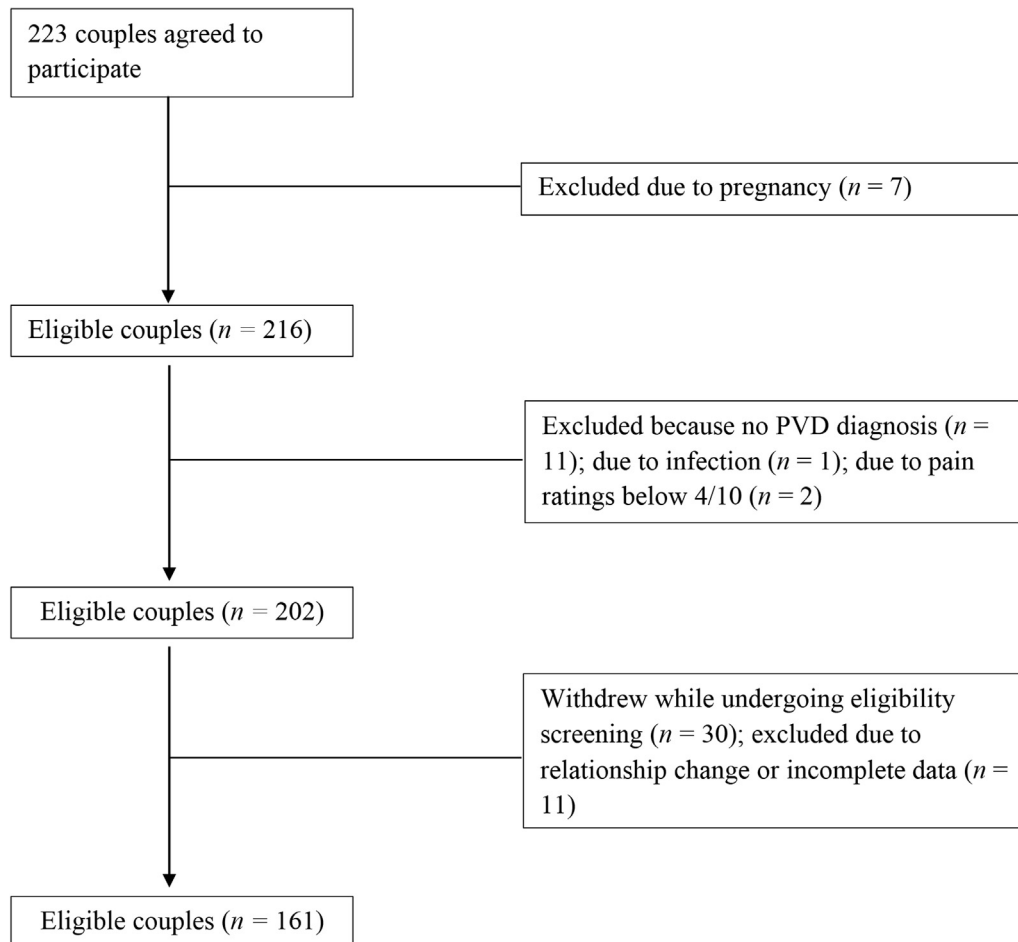 223 couples agreed to
participate
Excluded due to pregnancy (n = 7)
Eligible couples (n = 216)
Excluded because no PVD diagnosis (n =
11); due to infection (n = 1); due to pain
ratings below 4/10 (n = 2)
Eligible couples (n = 202)
Withdrew while undergoing eligibility
screening (n = 30); excluded due to
relationship change or incomplete data (n =
11)
Eligible couples (n = 161)